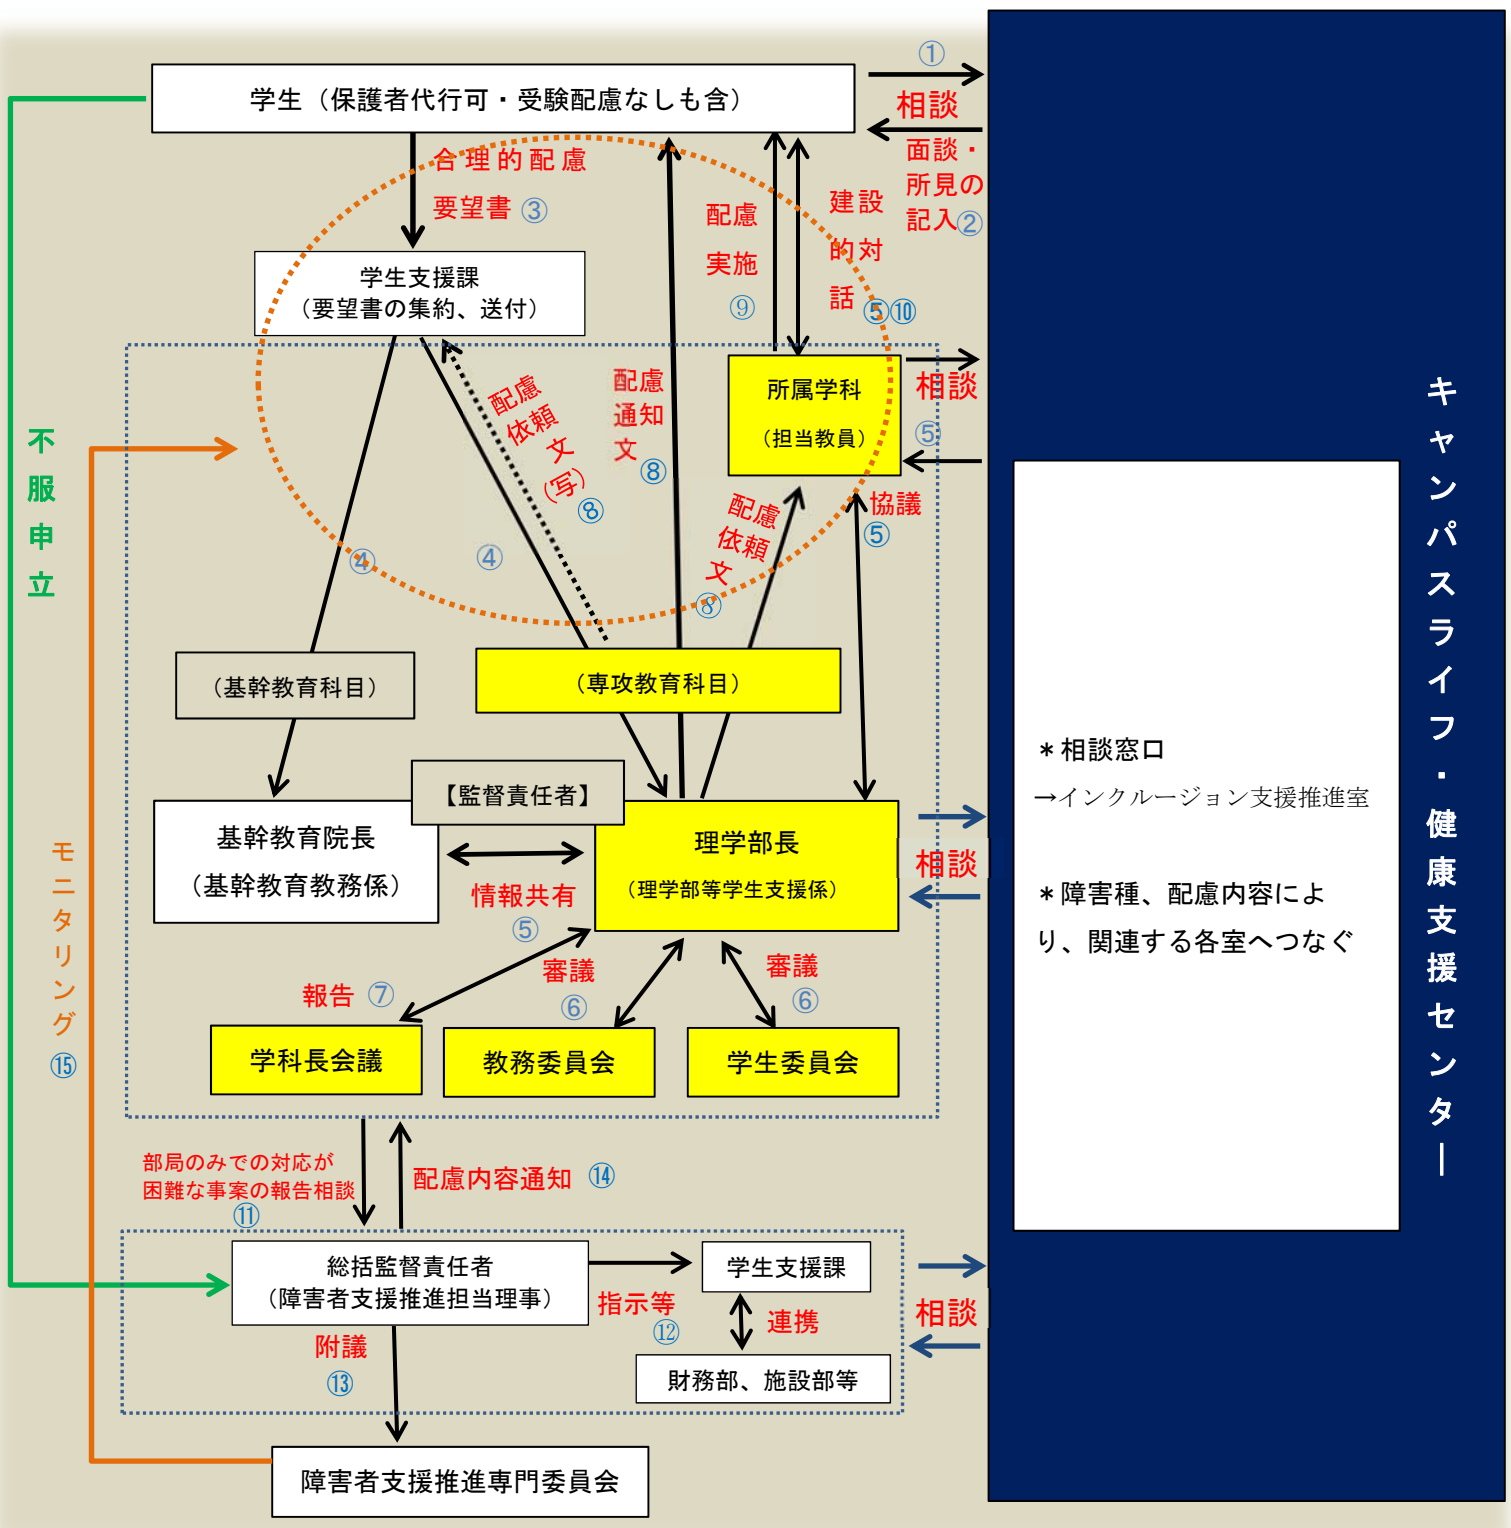 ①
学生（保護者代行可・受験配慮なしも含）
相談
合理的配慮
要望書 ③
面談・
所見の
記入②
配慮
実施
⑨
建設
的対
話 ⑤⑩
学生支援課
（要望書の集約、送付）
配慮
依頼
文
（写）
⑧
配慮
通知
文 ⑧
所属学科
（担当教員）
相談
⑤
協議
⑤
配慮
依頼
文
⑧
④
④
不服申立
（基幹教育科目）
（専攻教育科目）
【監督責任者】
基幹教育院長
（基幹教育教務係）
理学部長
（理学部等学生支援係）
相談
情報共有
⑤
報告 ⑦
審議
⑥
審議
⑥
学科長会議
教務委員会
学生委員会
モニタリング
⑮
部局のみでの対応が
困難な事案の報告相談
⑪
配慮内容通知 ⑭
総括監督責任者
（障害者支援推進担当理事）
指示等
⑫
学生支援課
連携
財務部、施設部等
相談
附議
⑬
障害者支援推進専門委員会
＊相談窓口
→インクルージョン支援推進室
＊障害種、配慮内容によ
り、関連する各室へつなぐ
キャンパスライフ・健康支援センター